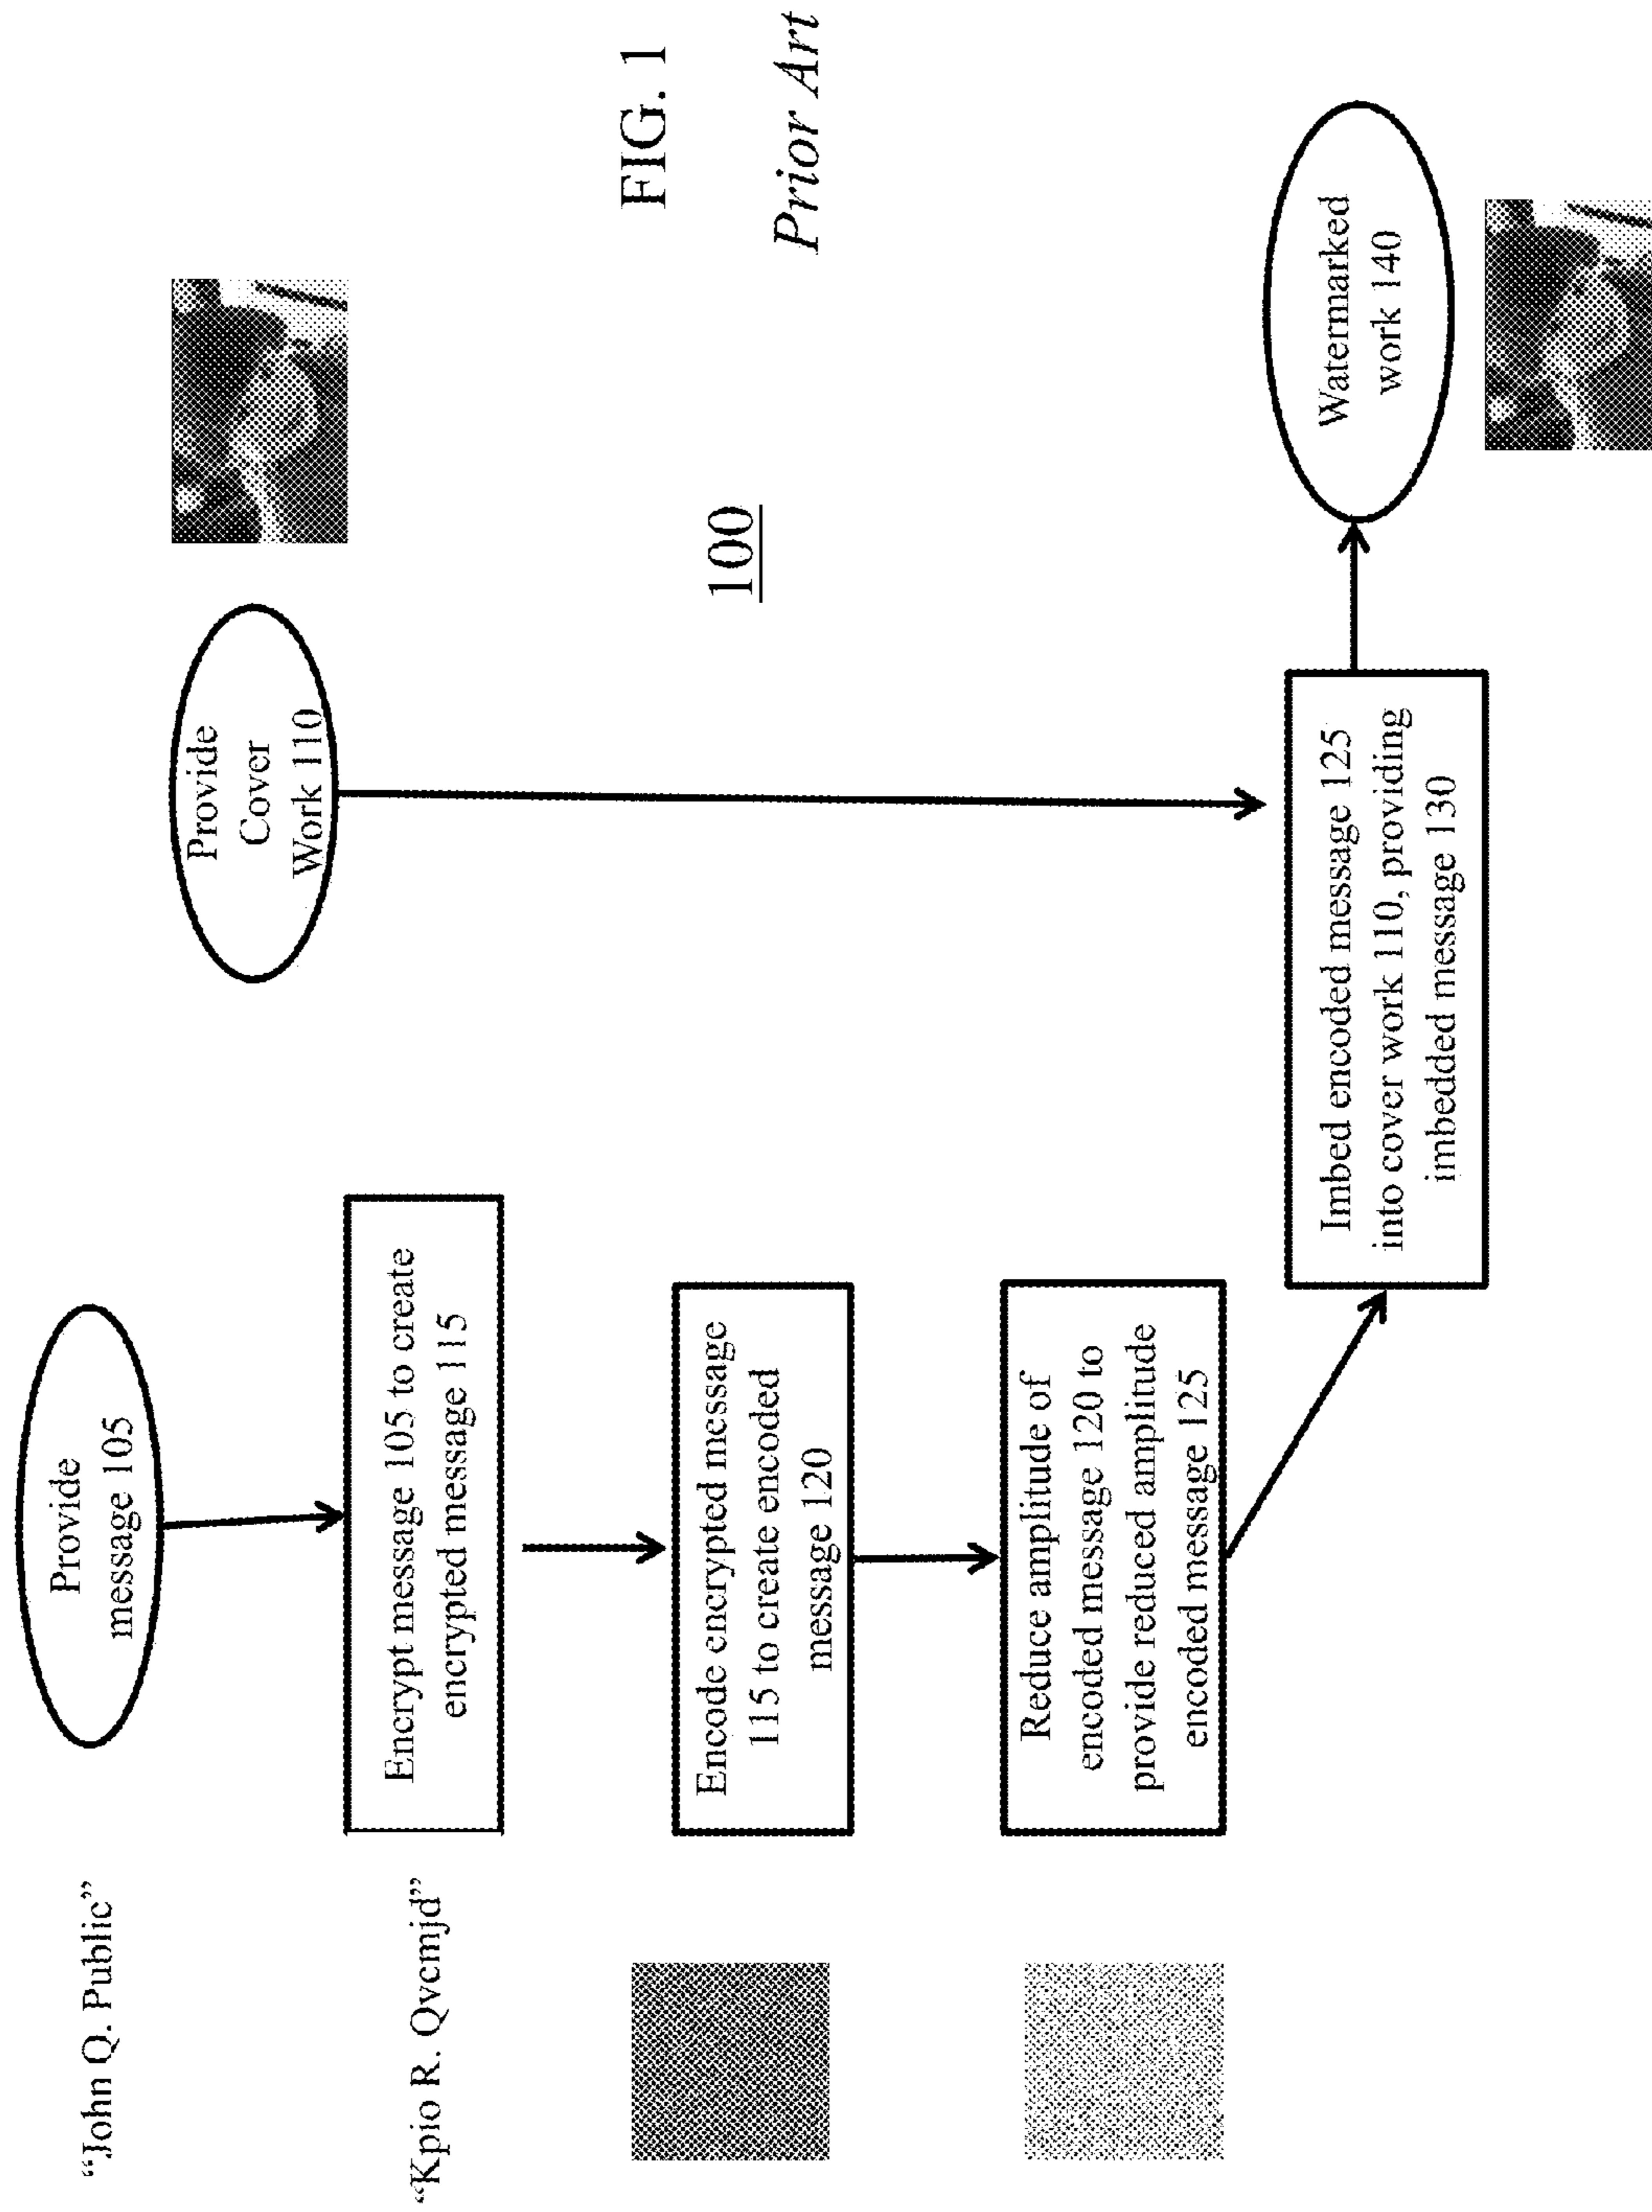 “John Q. Public”
Provide
message 105
“Kpio R. Qvcmjd”
Encrypt message 105 to create
encrypted message 115
Encode encrypted message
115 to create encoded
message 120
Reduce amplitude of
encoded message 120 to
provide reduced amplitude
encoded message 125
Provide
Cover
Work 110
100
Imbed encoded message 125
into cover work 110, providing
imbedded message 130
Watermarked
work 140
FIG. 1
Prior Art